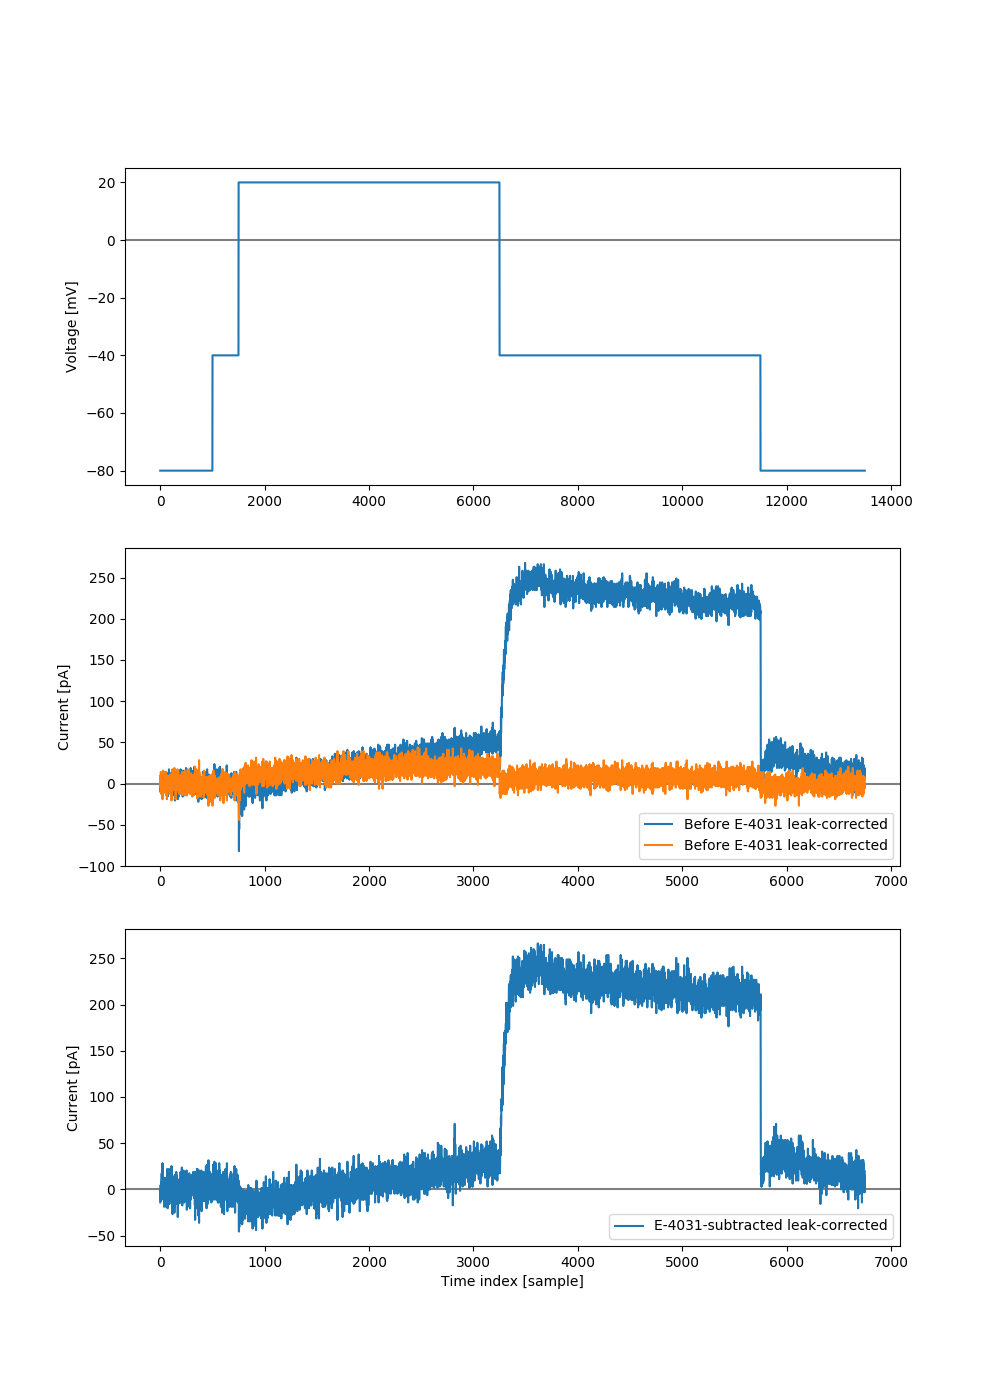 20
0
−20
−40
−60
−80
Voltage [mV]
0 2000 4000 6000 8000 10000 12000 14000
250
200
150
100
50
0
−50
−100
Current [pA]
Before E-4031 leak-corrected
Before E-4031 leak-corrected
0 1000 2000 3000 4000 5000 6000 7000
250
200
150
100
50
0
−50
Current [pA]
E-4031-subtracted leak-corrected
0 1000 2000 3000 4000 5000 6000 7000
Time index [sample]